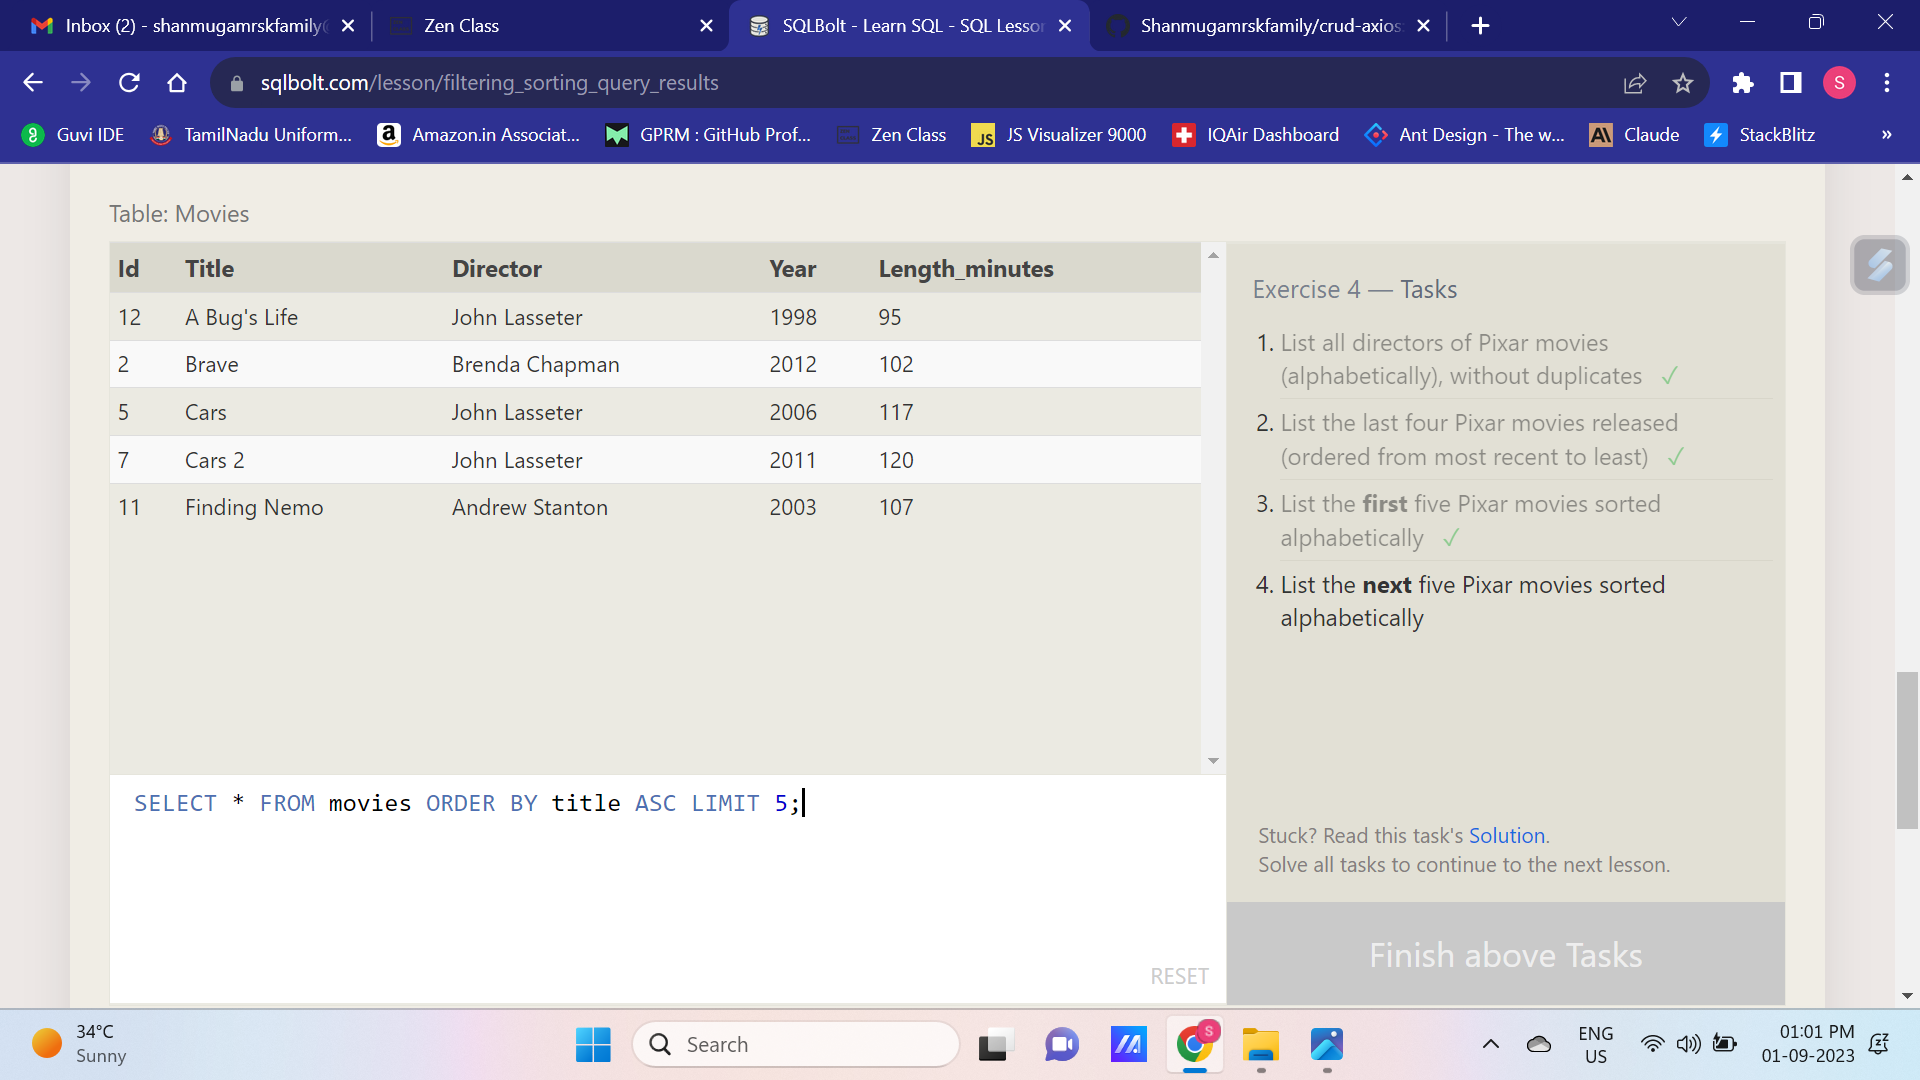 Inbox (2) - shanmugamrskfamily@
Zen Class
SQLBolt - Learn SQL - SQL Lesson
Shanmugamrskfamily/crud-axios
sqlbolt.com/lesson/filtering_sorting_query_results
S
Guvi IDE
TamilNadu Uniform...
Amazon.in Associat...
GPRM : GitHub Prof...
Zen Class
JS Visualizer 9000
IQAir Dashboard
Ant Design - The w...
Claude
StackBlitz
»
Table: Movies
Id Title Director Year Length_minutes
12 A Bug's Life John Lasseter 1998 95
2 Brave Brenda Chapman 2012 102
5 Cars John Lasseter 2006 117
7 Cars 2 John Lasseter 2011 120
11 Finding Nemo Andrew Stanton 2003 107
SELECT * FROM movies ORDER BY title ASC LIMIT 5;
RESET
Exercise 4 — Tasks
1. List all directors of Pixar movies
(alphabetically), without duplicates ✓
2. List the last four Pixar movies released
(ordered from most recent to least) ✓
3. List the first five Pixar movies sorted
alphabetically ✓
4. List the next five Pixar movies sorted
alphabetically
Stuck? Read this task's Solution.
Solve all tasks to continue to the next lesson.
Finish above Tasks
34°C
Sunny
Search
S
ENG
US
01:01 PM
01-09-2023